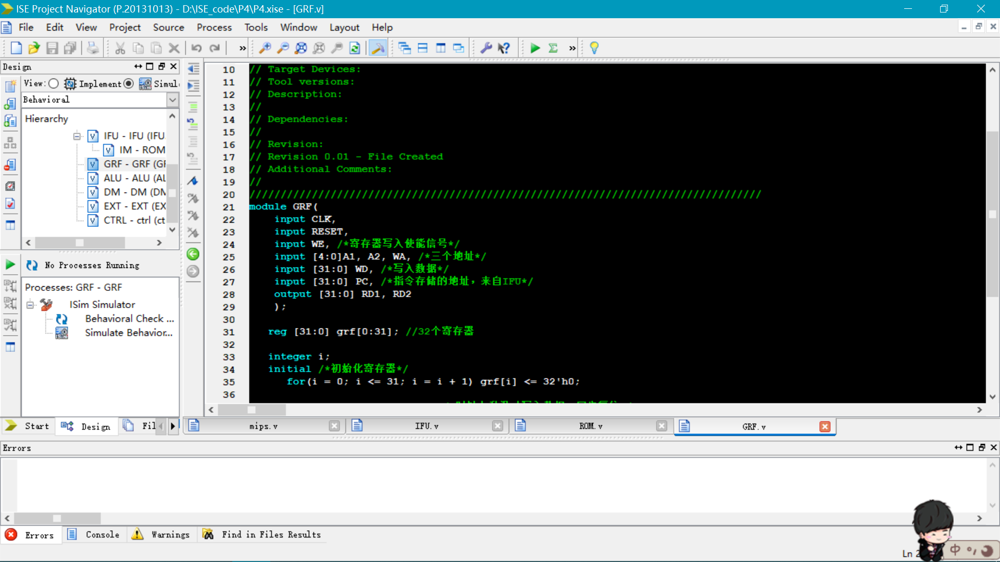 ISE Project Navigator (P.20131013) - D:\ISE_code\P4\P4.xise - [GRF.v]
File Edit View Project Source Process Tools Window Layout Help
Design
View: Implement Simul
Behavioral
Hierarchy
IFU - IFU (IFU
IM - ROM
GRF - GRF (GF
ALU - ALU (AL
DM - DM (DM
EXT - EXT (EX
CTRL - ctrl (ct
No Processes Running
Processes: GRF - GRF
ISim Simulator
Behavioral Check ...
Simulate Behavior...
10 // Target Devices:
11 // Tool versions:
12 // Description:
13 //
14 // Dependencies:
15 //
16 // Revision:
17 // Revision 0.01 - File Created
18 // Additional Comments:
19 //
20 //////////////////////////////////////////////////////////////////////////////////
21 module GRF(
22 input CLK,
23 input RESET,
24 input WE, /*寄存器写入使能信号*/
25 input [4:0]A1, A2, WA, /*三个地址*/
26 input [31:0] WD, /*写入数据*/
27 input [31:0] PC, /*指令存储的地址，来自IFU*/
28 output [31:0] RD1, RD2
29 );
30
31 reg [31:0] grf[0:31]; //32个寄存器
32
33 integer i;
34 initial /*初始化寄存器*/
35 for(i = 0; i <= 31; i = i + 1) grf[i] <= 32'h0;
36
Start Design Fil
mips.v IFU.v ROM.v GRF.v
Errors
Errors Console Warnings Find in Files Results
Ln 2
中